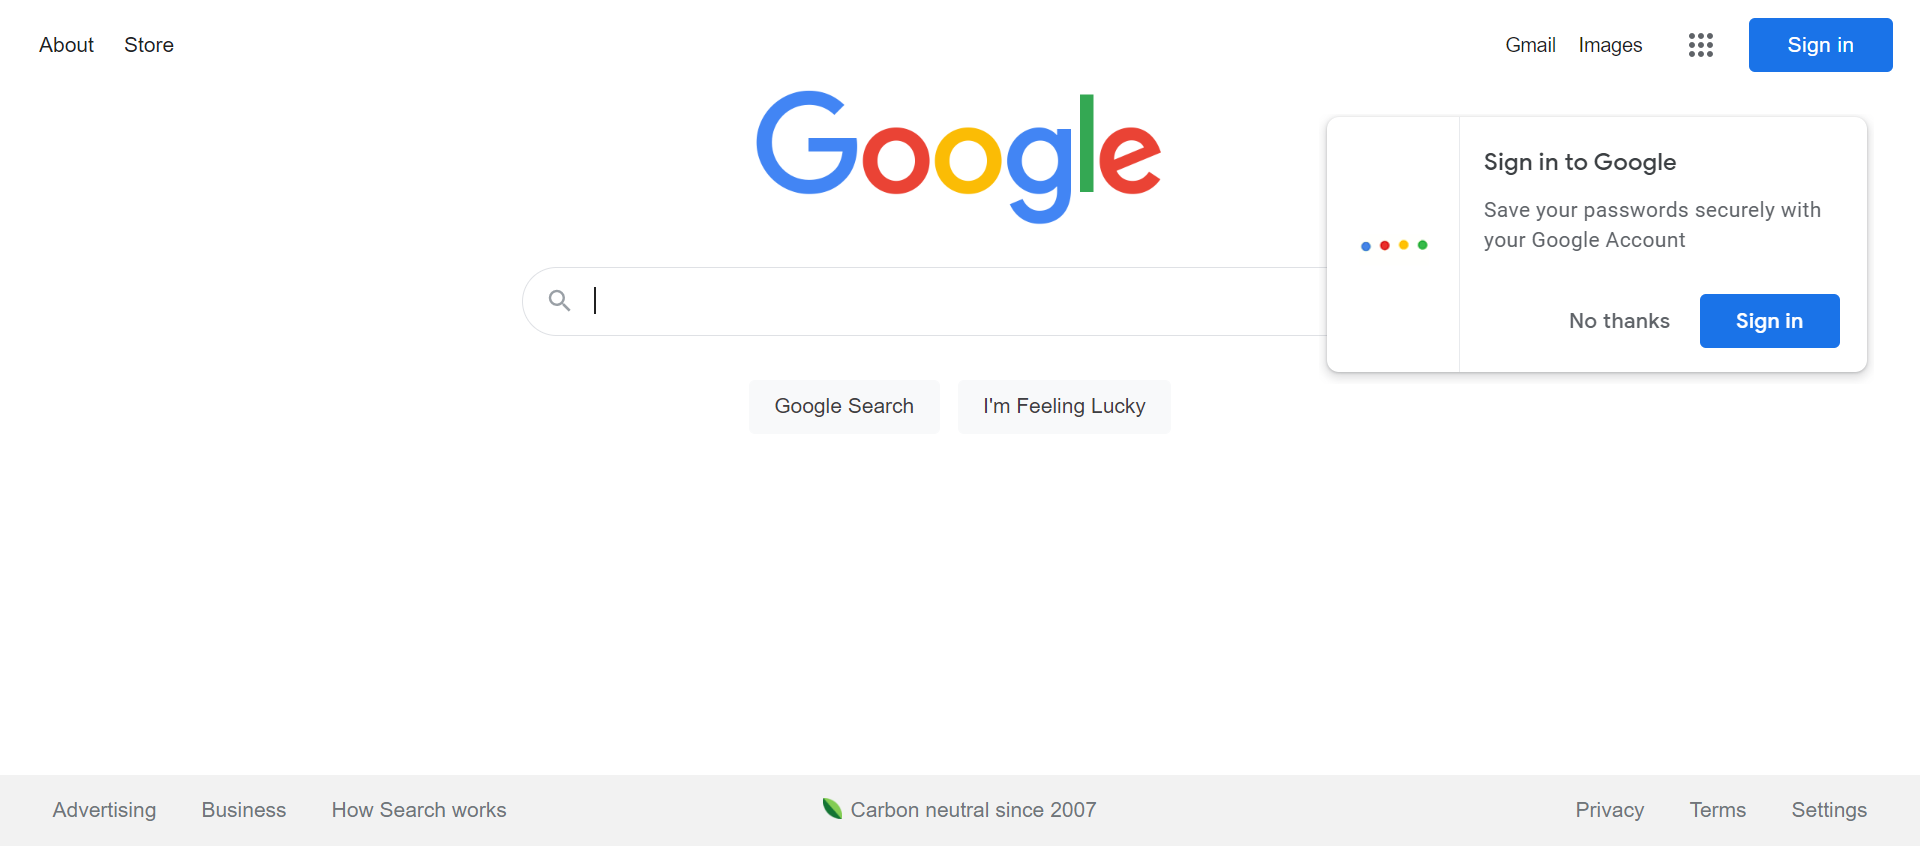 About Store
Gmail Images Sign in
Google
Sign in to Google
Save your passwords securely with
your Google Account
No thanks Sign in
Google Search I'm Feeling Lucky
Advertising Business How Search works
Carbon neutral since 2007
Privacy Terms Settings